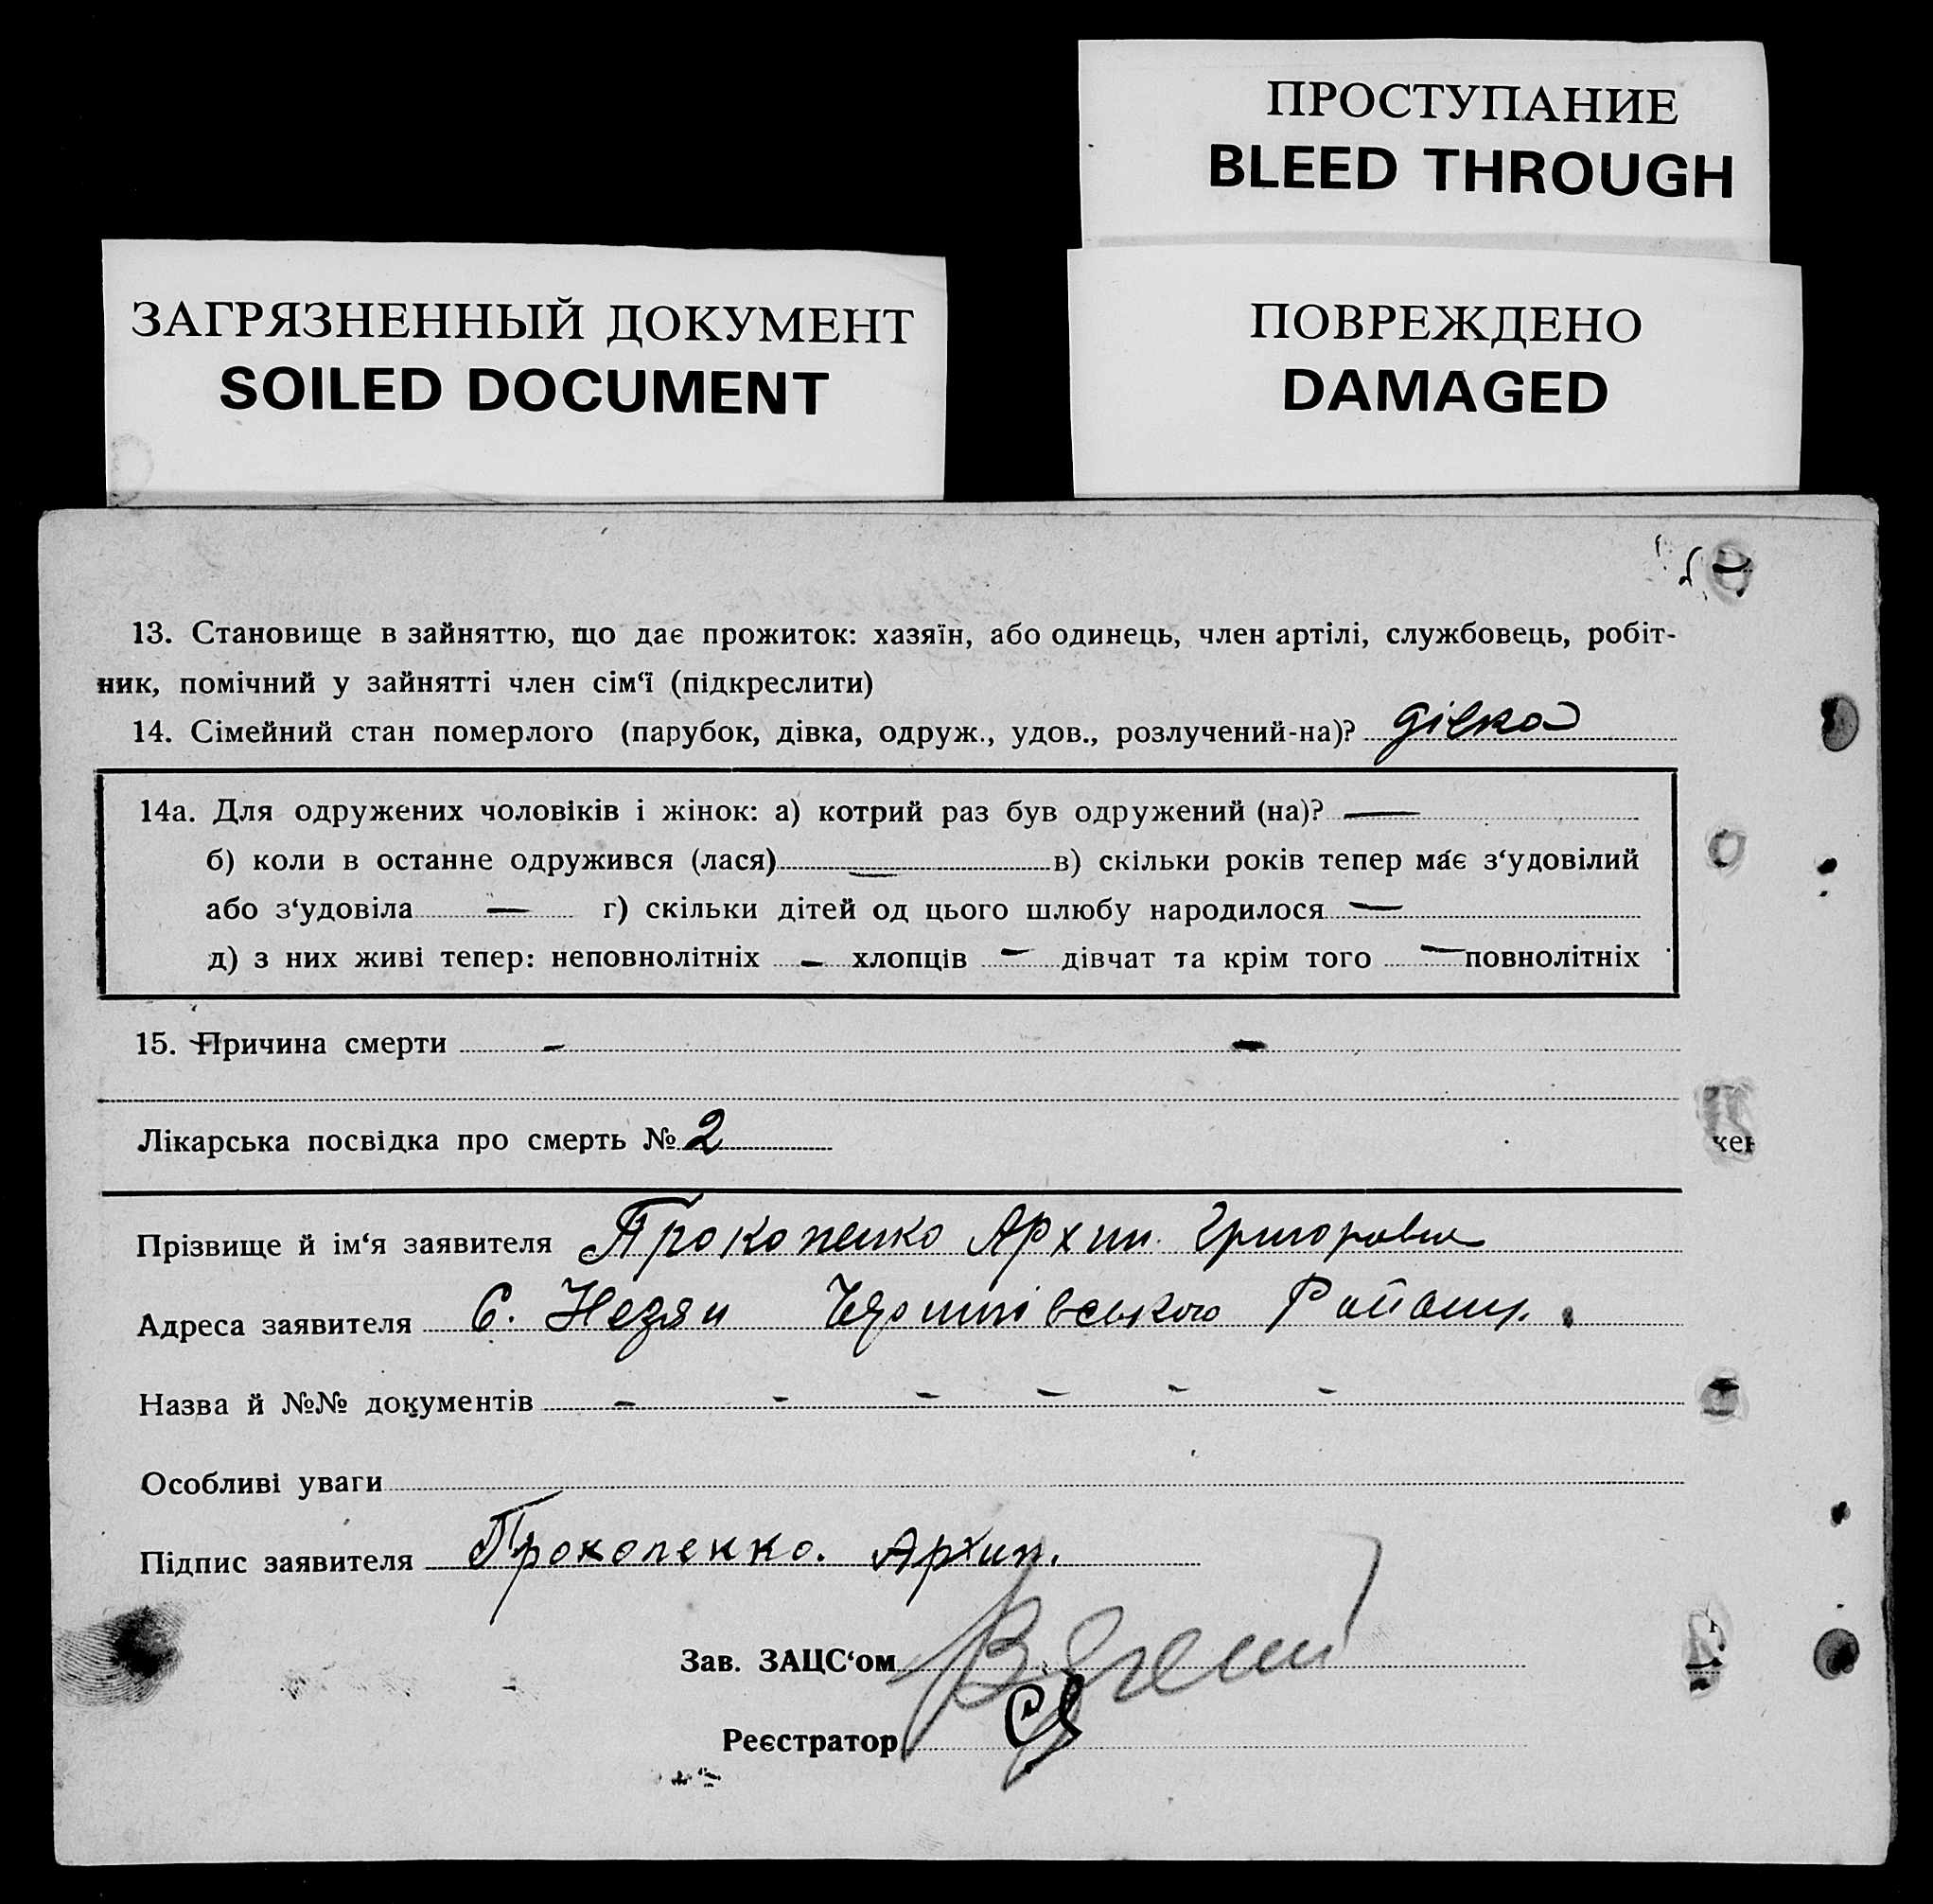 ПРОСТУПАНИЕ
BLEED THROUGH
ЗАГРЯЗНЕННЫЙ ДОКУМЕНТ
SOILED DOCUMENT
ПОВРЕЖДЕНО
DAMAGED
13. Становище в зайняттю, що дає прожиток: хазяїн, або одинець, член артілі, службовець, робіт-
ник, помічний у зайнятті член сім‘ї (підкреслити)
14. Сімейний стан померлого (парубок, дівка, одруж., удов., розлучений-на)? дівка
14а. Для одружених чоловіків і жінок: а) котрий раз був одружений (на)? —
б) коли в останне одружився (лася) — в) скільки років тепер має з‘удовілий
або з‘удовіла — г) скільки дітей од цього шлюбу народилося —
д) з них живі тепер: неповнолітніх — хлопців — дівчат та крім того — повнолітніх
15. Причина смерти - -
Лікарська посвідка про смерть № 2
Прізвище й ім‘я заявителя Прокопенко Архип Григорович
Адреса заявителя С. Недри Району.
Назва й №№ документів - - - - - -
Особливі уваги
Підпис заявителя Прокопенко. Архип.
Зав. ЗАЦС‘ом
Реєстратор